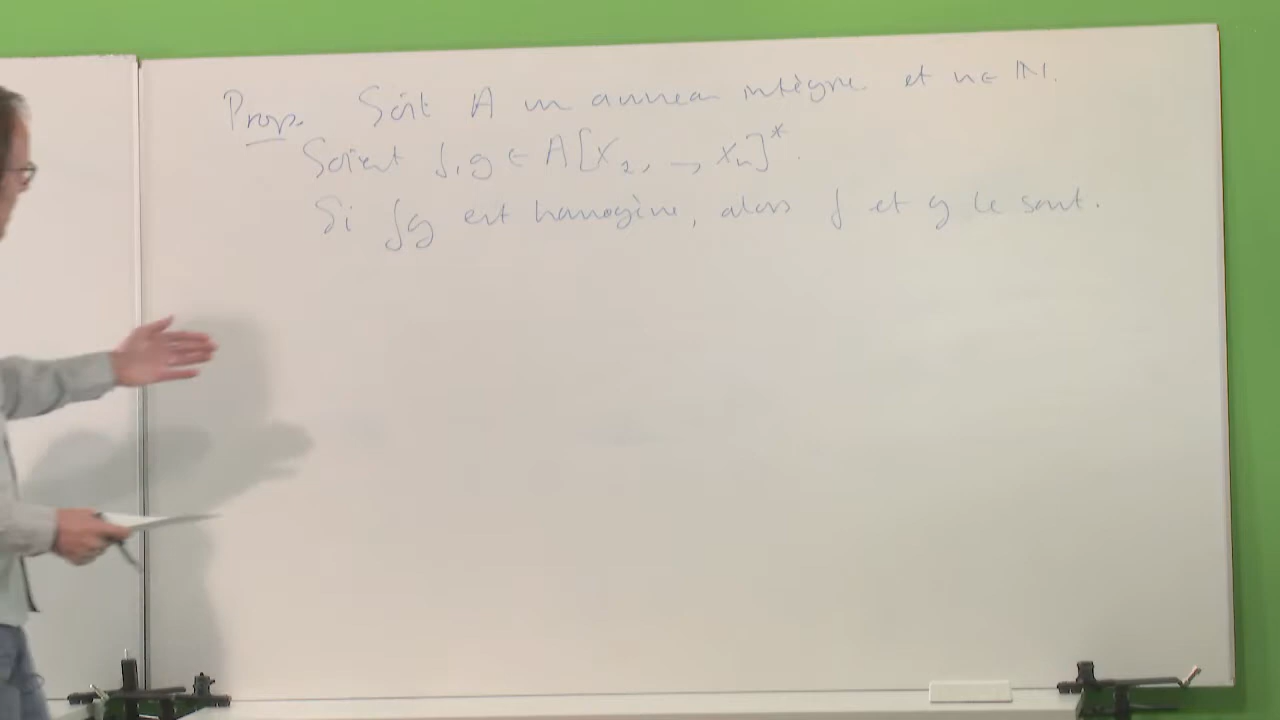 Prop. Soit A un anneau intègre et n ∈ ℕ.
Soient f, g ∈ A[X₁, …, Xₙ]*.
Si fg est homogène, alors f et g le sont.